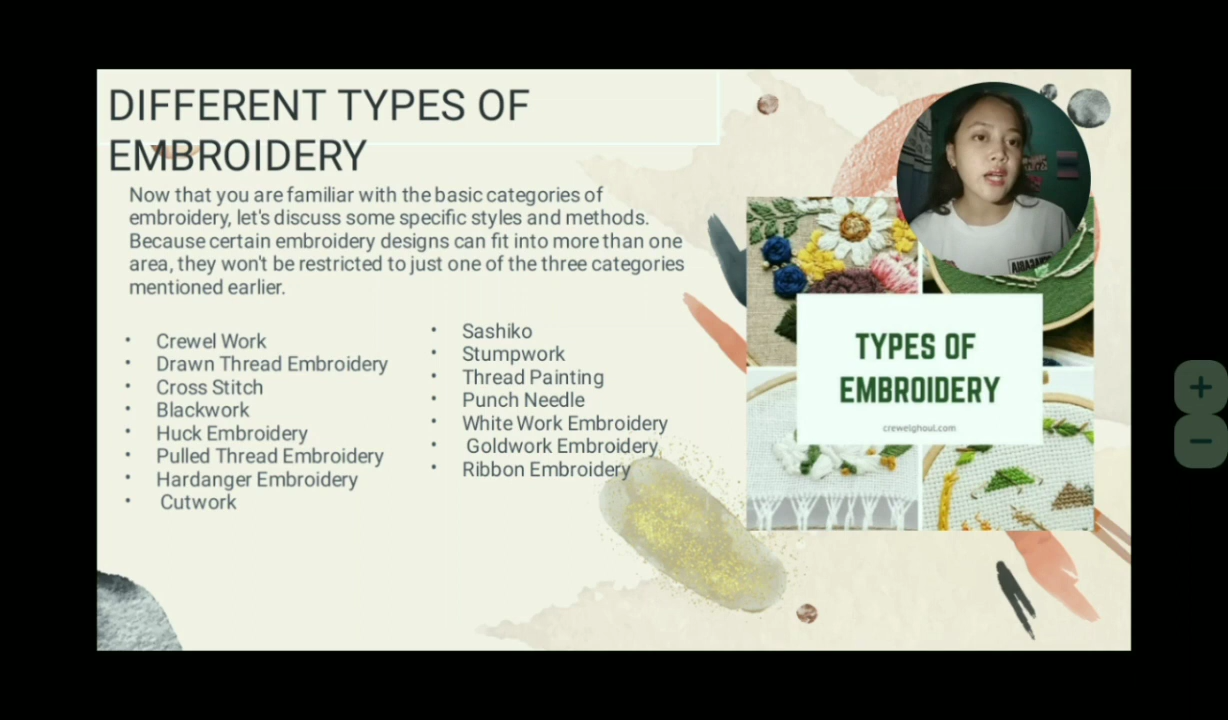 DIFFERENT TYPES OF
EMBROIDERY
Now that you are familiar with the basic categories of
embroidery, let's discuss some specific styles and methods.
Because certain embroidery designs can fit into more than one
area, they won't be restricted to just one of the three categories
mentioned earlier.
• Crewel Work
• Drawn Thread Embroidery
• Cross Stitch
• Blackwork
• Huck Embroidery
• Pulled Thread Embroidery
• Hardanger Embroidery
• Cutwork
• Sashiko
• Stumpwork
• Thread Painting
• Punch Needle
• White Work Embroidery
• Goldwork Embroidery
• Ribbon Embroidery
TYPES OF
EMBROIDERY
crewelghoul.com
+
−